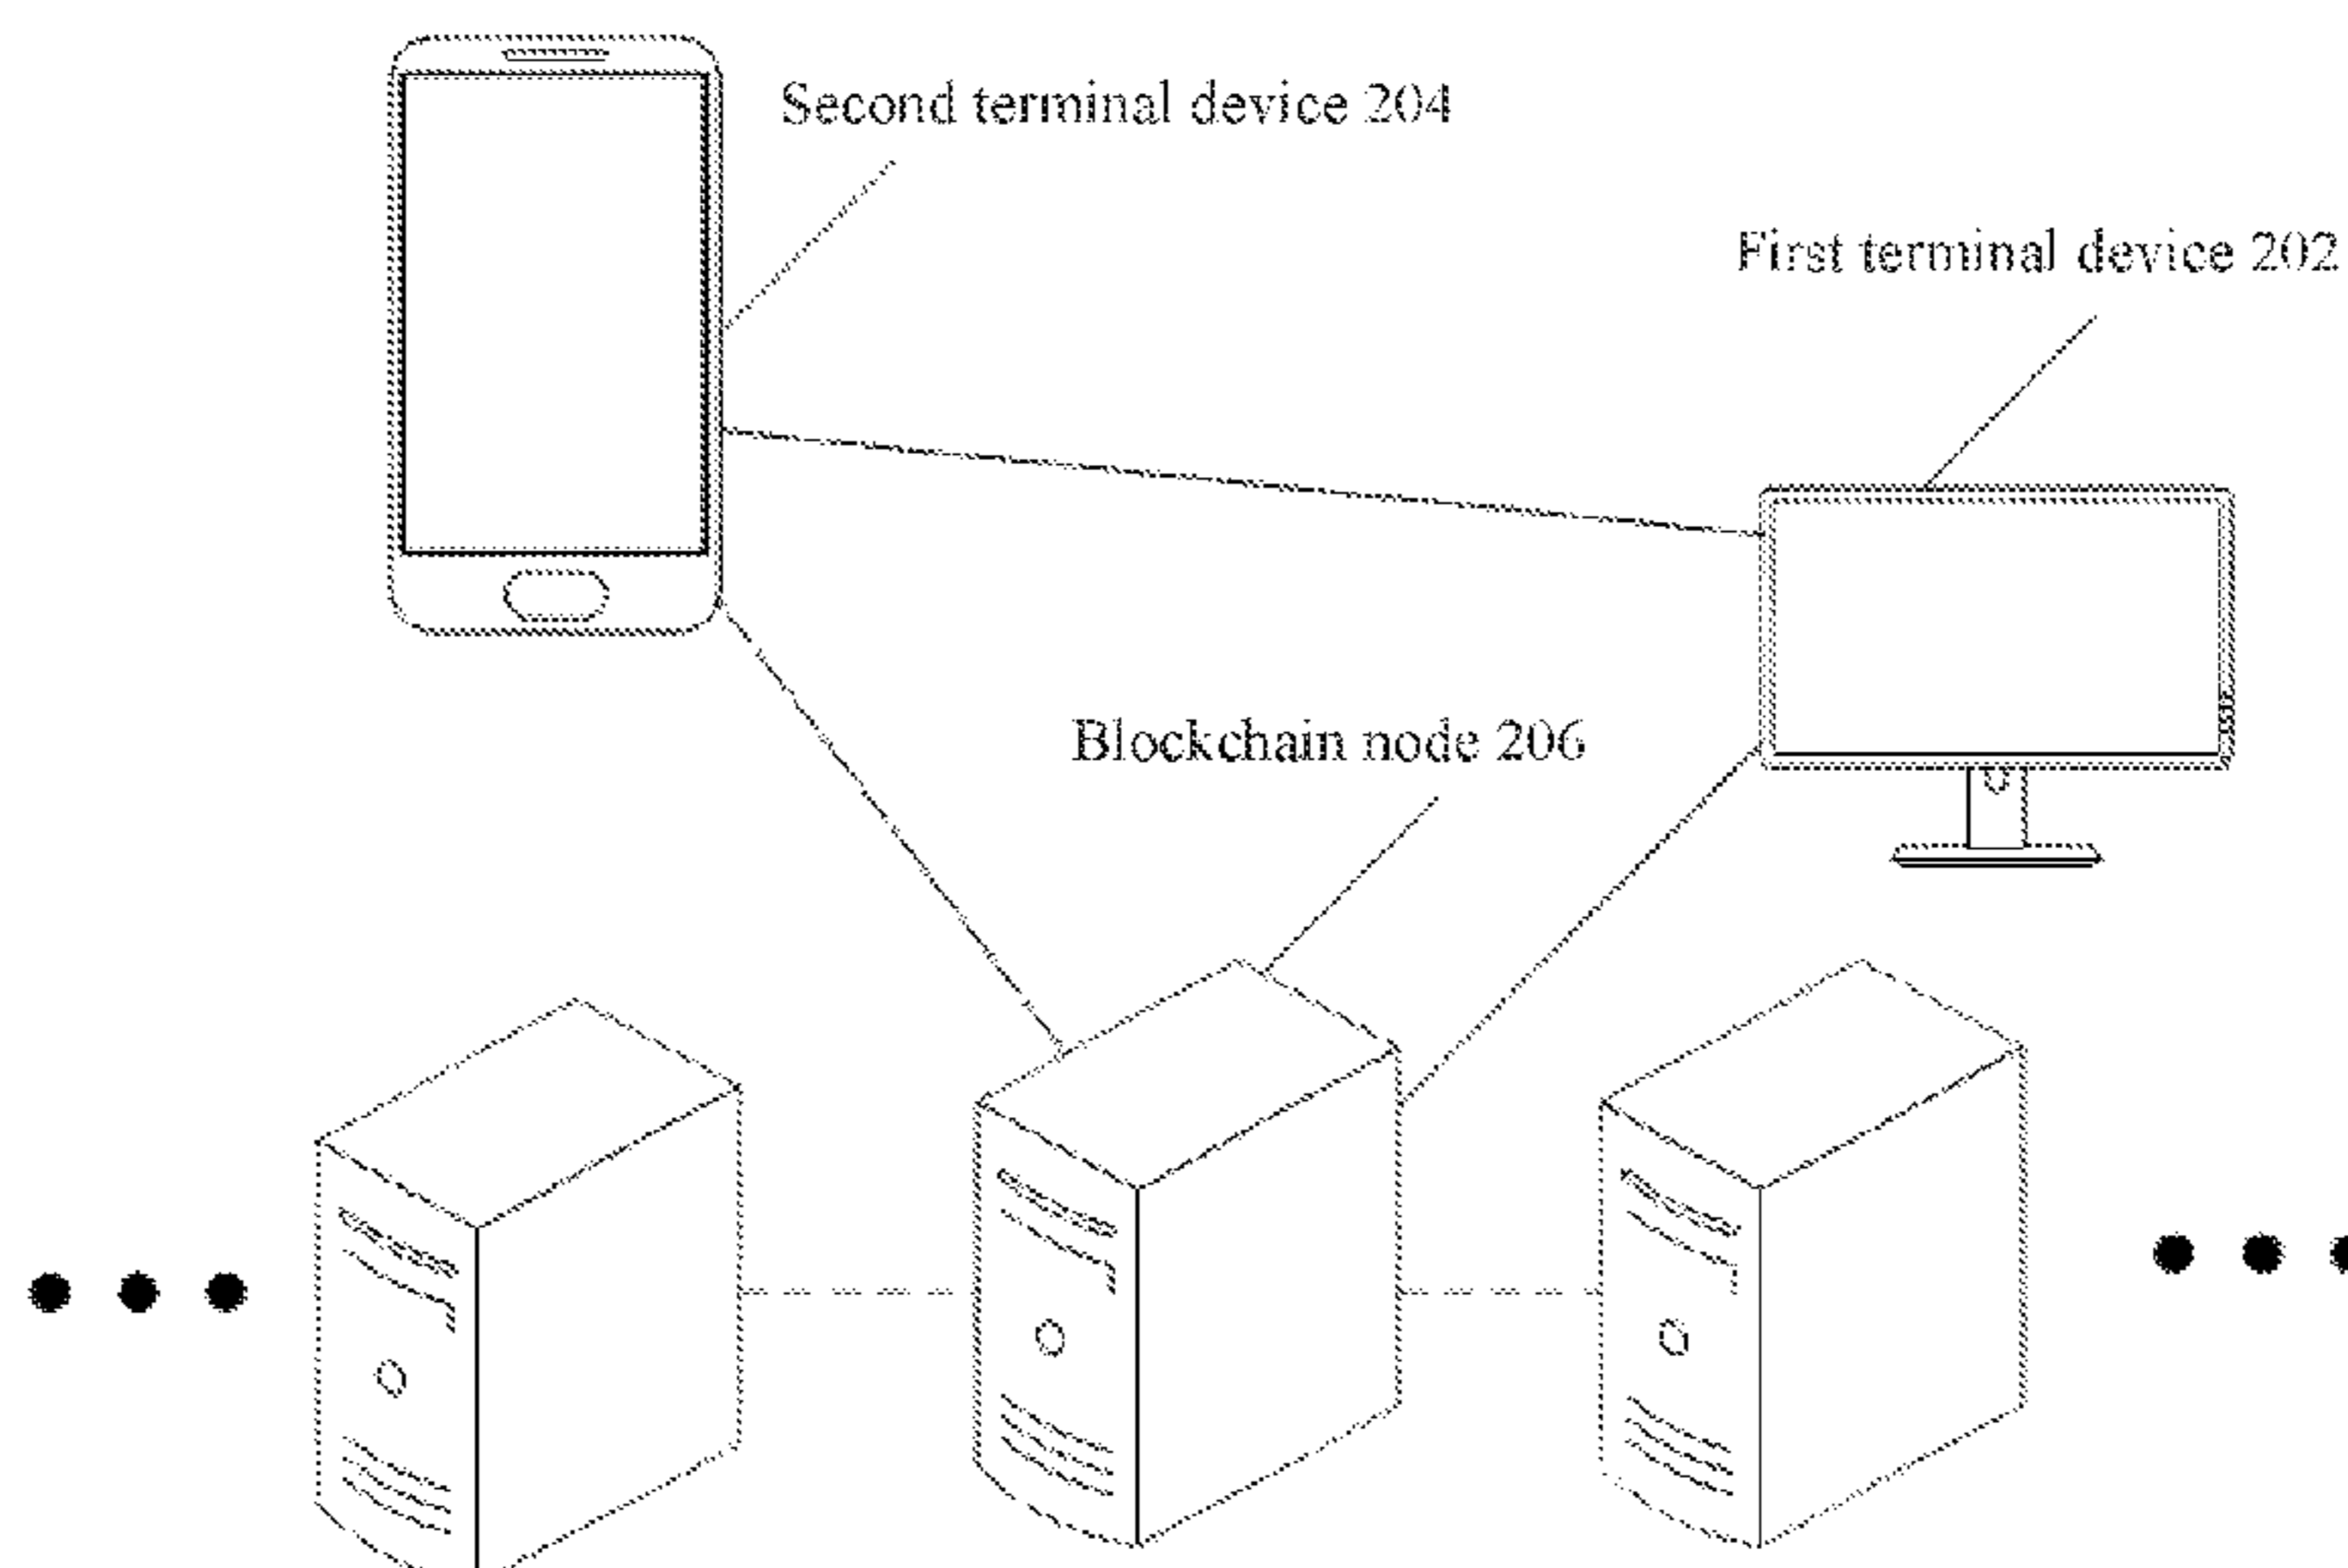 Second terminal device 204
First terminal device 202
Blockchain node 206